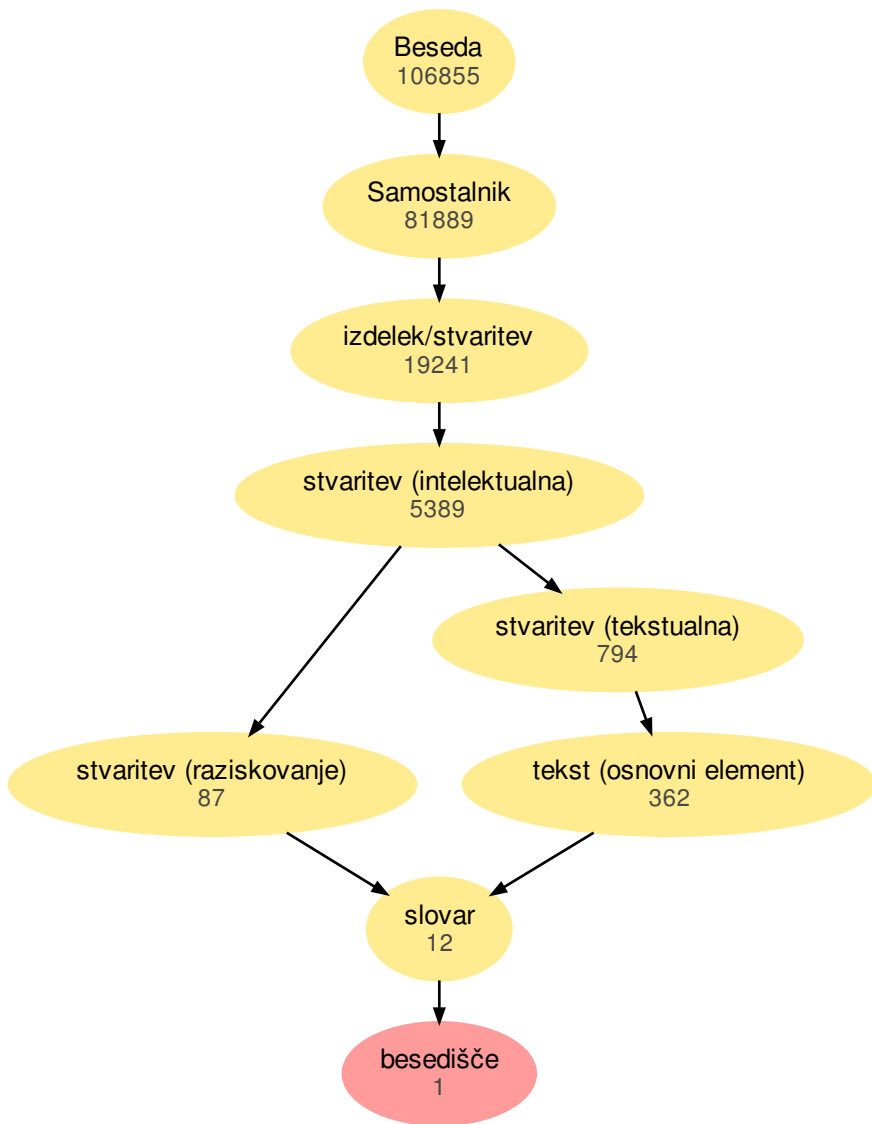 Beseda
106855
Samostalnik
81889
izdelek/stvaritev
19241
stvaritev (intelektualna)
5389
stvaritev (tekstualna)
794
stvaritev (raziskovanje)
87
tekst (osnovni element)
362
slovar
12
besedišče
1